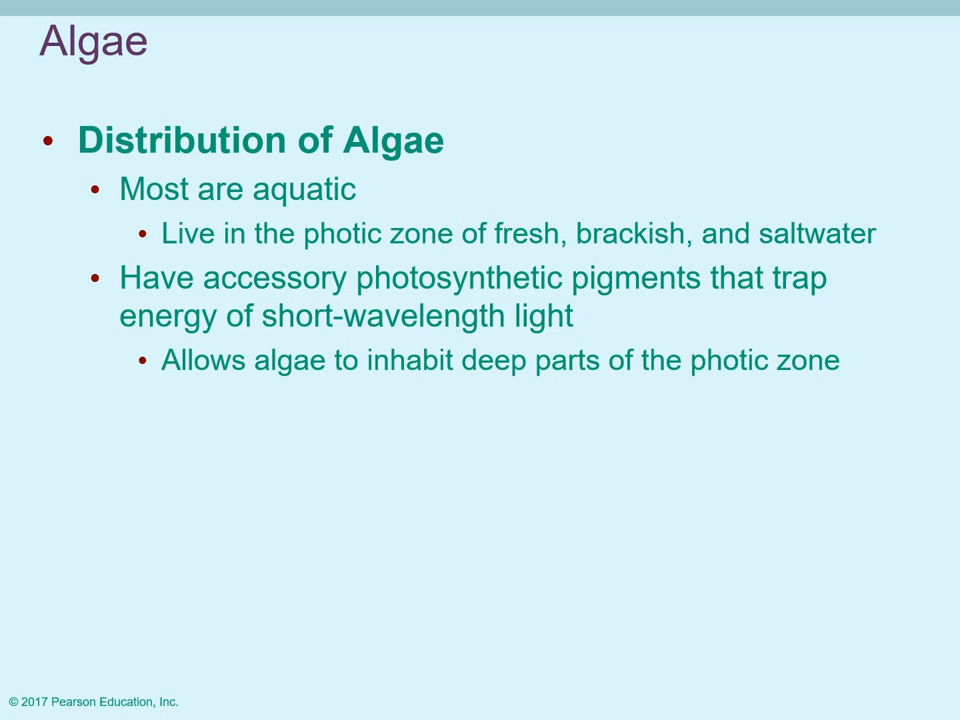 Algae
• Distribution of Algae
• Most are aquatic
• Live in the photic zone of fresh, brackish, and saltwater
• Have accessory photosynthetic pigments that trap
energy of short-wavelength light
• Allows algae to inhabit deep parts of the photic zone
© 2017 Pearson Education, Inc.